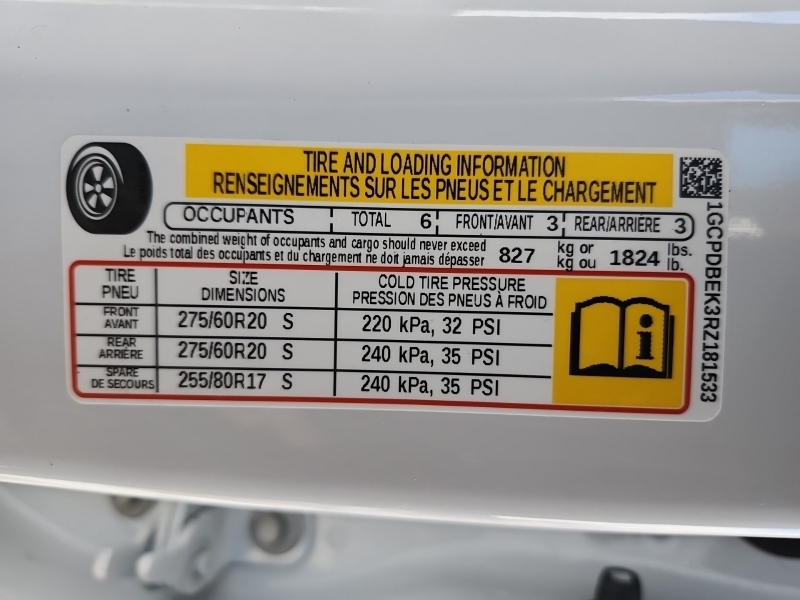 TIRE AND LOADING INFORMATION
RENSEIGNEMENTS SUR LES PNEUS ET LE CHARGEMENT
OCCUPANTS TOTAL 6 FRONT/AVANT 3 REAR/ARRIÈRE 3
The combined weight of occupants and cargo should never exceed 827 kg or 1824 lbs.
Le poids total des occupants et du chargement ne doit jamais dépasser kg ou lb.
TIRE SIZE COLD TIRE PRESSURE
PNEU DIMENSIONS PRESSION DES PNEUS À FROID
FRONT
AVANT 275/60R20 S 220 kPa, 32 PSI
REAR
ARRIÈRE 275/60R20 S 240 kPa, 35 PSI
SPARE
DE SECOURS 255/80R17 S 240 kPa, 35 PSI
1GCPDBEK3RZ181533